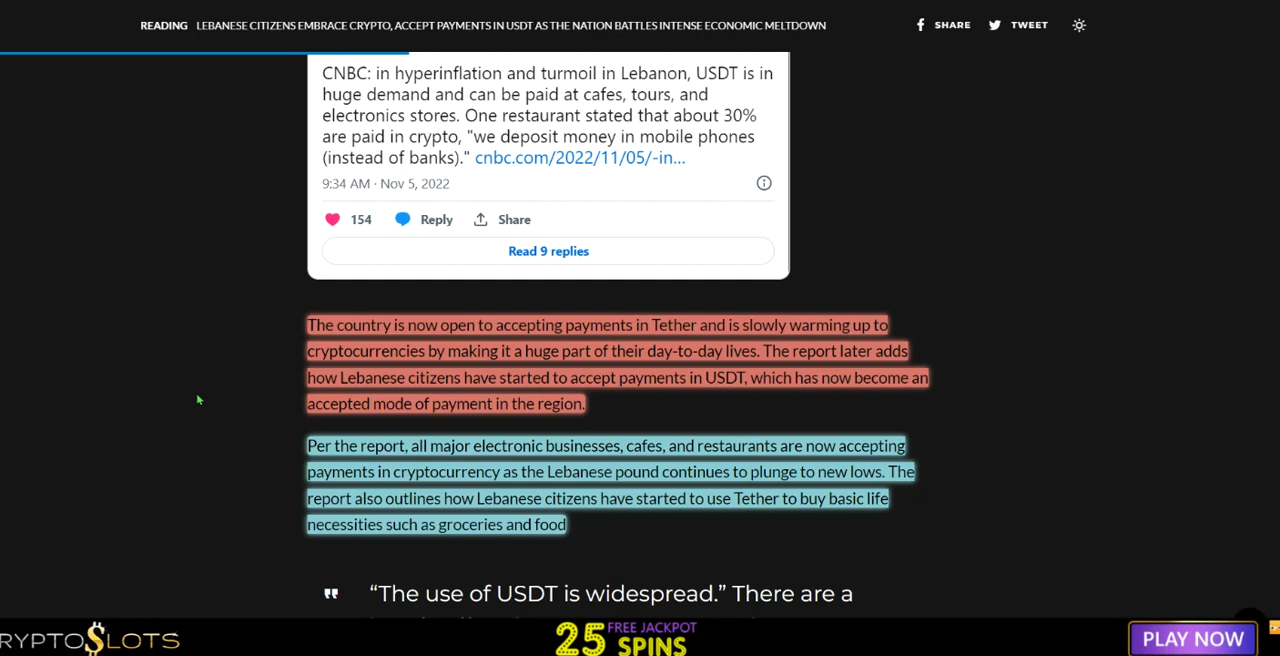 READING LEBANESE CITIZENS EMBRACE CRYPTO, ACCEPT PAYMENTS IN USDT AS THE NATION BATTLES INTENSE ECONOMIC MELTDOWN SHARE TWEET
CNBC: in hyperinflation and turmoil in Lebanon, USDT is in
huge demand and can be paid at cafes, tours, and
electronics stores. One restaurant stated that about 30%
are paid in crypto, "we deposit money in mobile phones
(instead of banks)." cnbc.com/2022/11/05/-in...
9:34 AM · Nov 5, 2022
154 Reply Share
Read 9 replies
The country is now open to accepting payments in Tether and is slowly warming up to
cryptocurrencies by making it a huge part of their day-to-day lives. The report later adds
how Lebanese citizens have started to accept payments in USDT, which has now become an
accepted mode of payment in the region.
Per the report, all major electronic businesses, cafes, and restaurants are now accepting
payments in cryptocurrency as the Lebanese pound continues to plunge to new lows. The
report also outlines how Lebanese citizens have started to use Tether to buy basic life
necessities such as groceries and food
“The use of USDT is widespread.” There are a
RYPTO$LOTS
25 FREE JACKPOT
SPINS
PLAY NOW